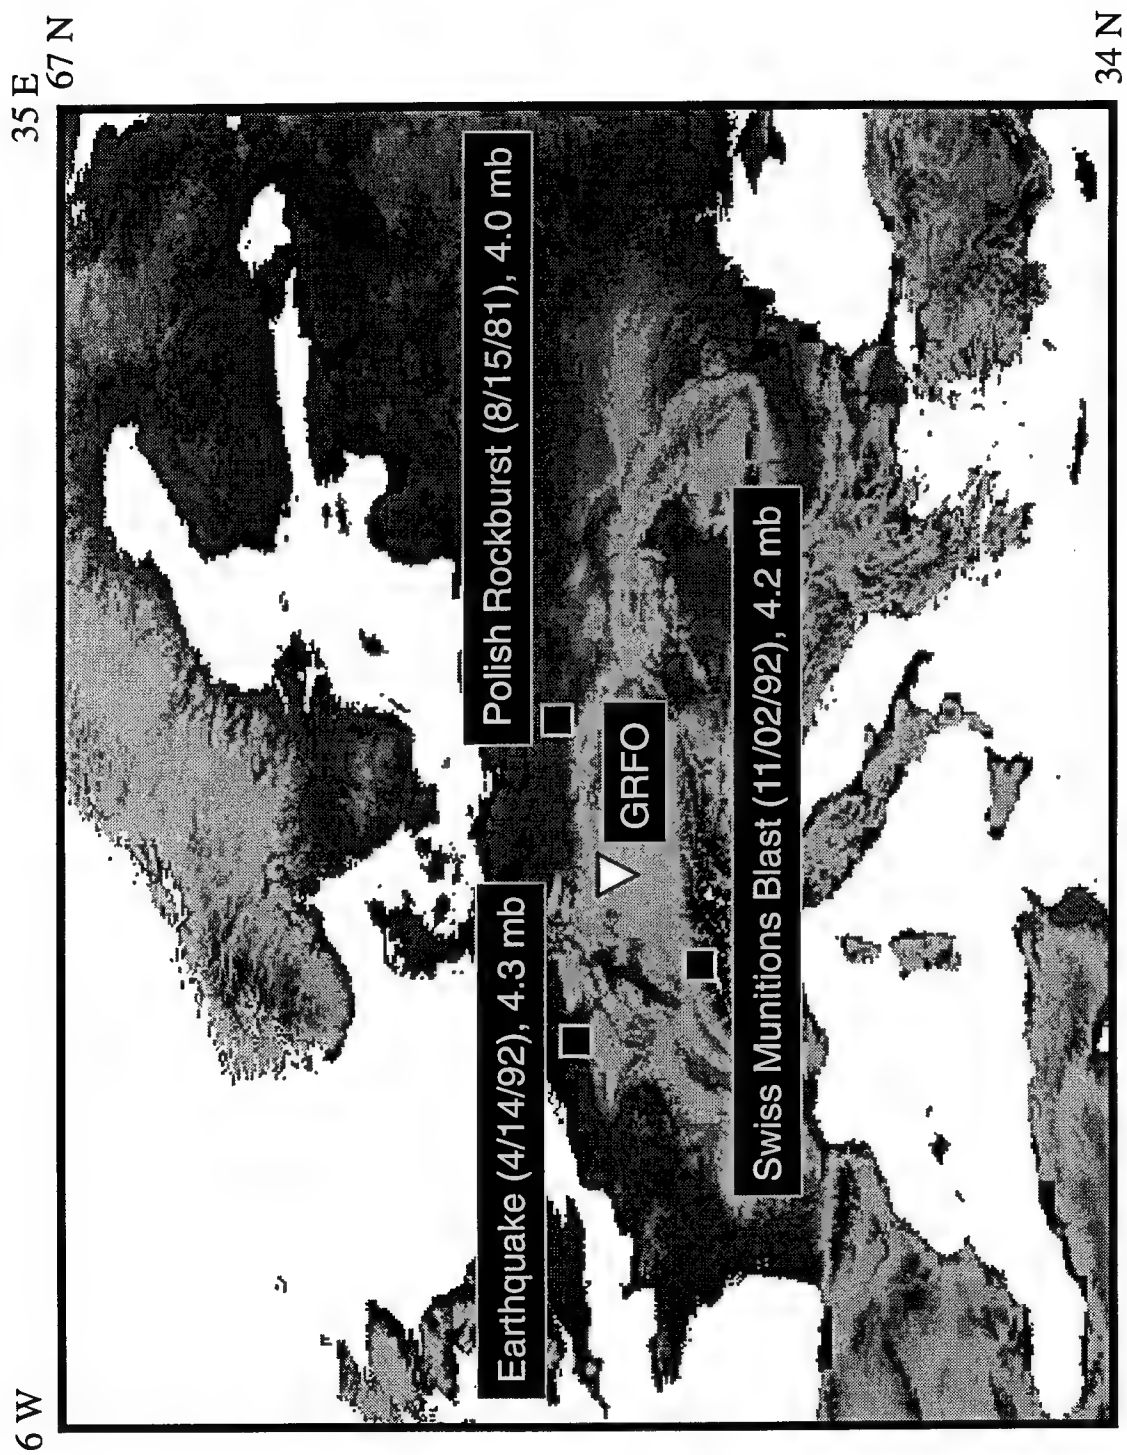 6 W
35 E
67 N
Earthquake (4/14/92), 4.3 mb
Polish Rockburst (8/15/81), 4.0 mb
GRFO
Swiss Munitions Blast (11/02/92), 4.2 mb
34 N